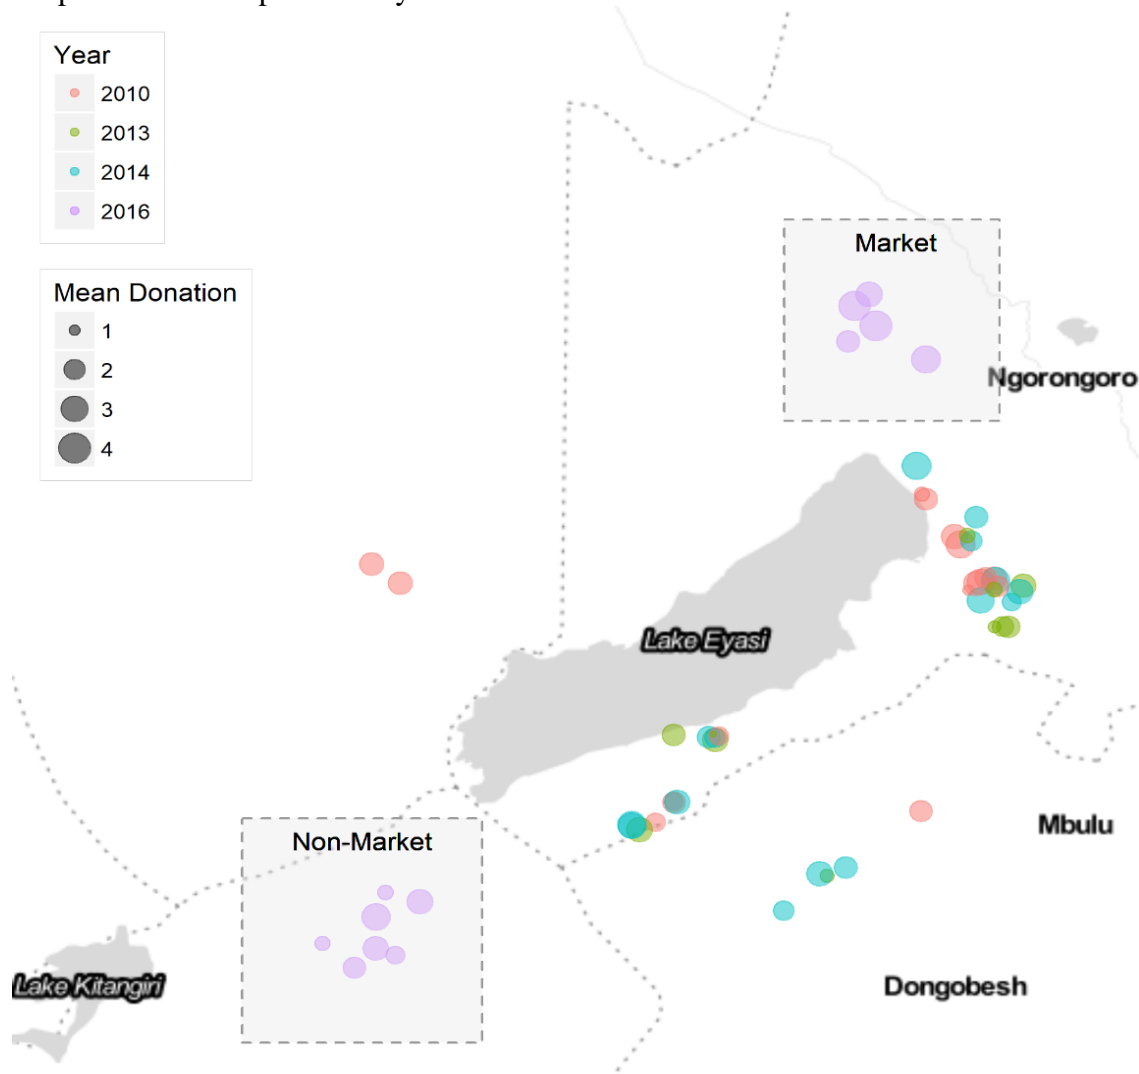 Year
2010
2013
2014
2016
Mean Donation
1
2
3
4
Market
Ngorongoro
Lake Eyasi
Non-Market
Mbulu
Lake Kitangiri
Dongobesh